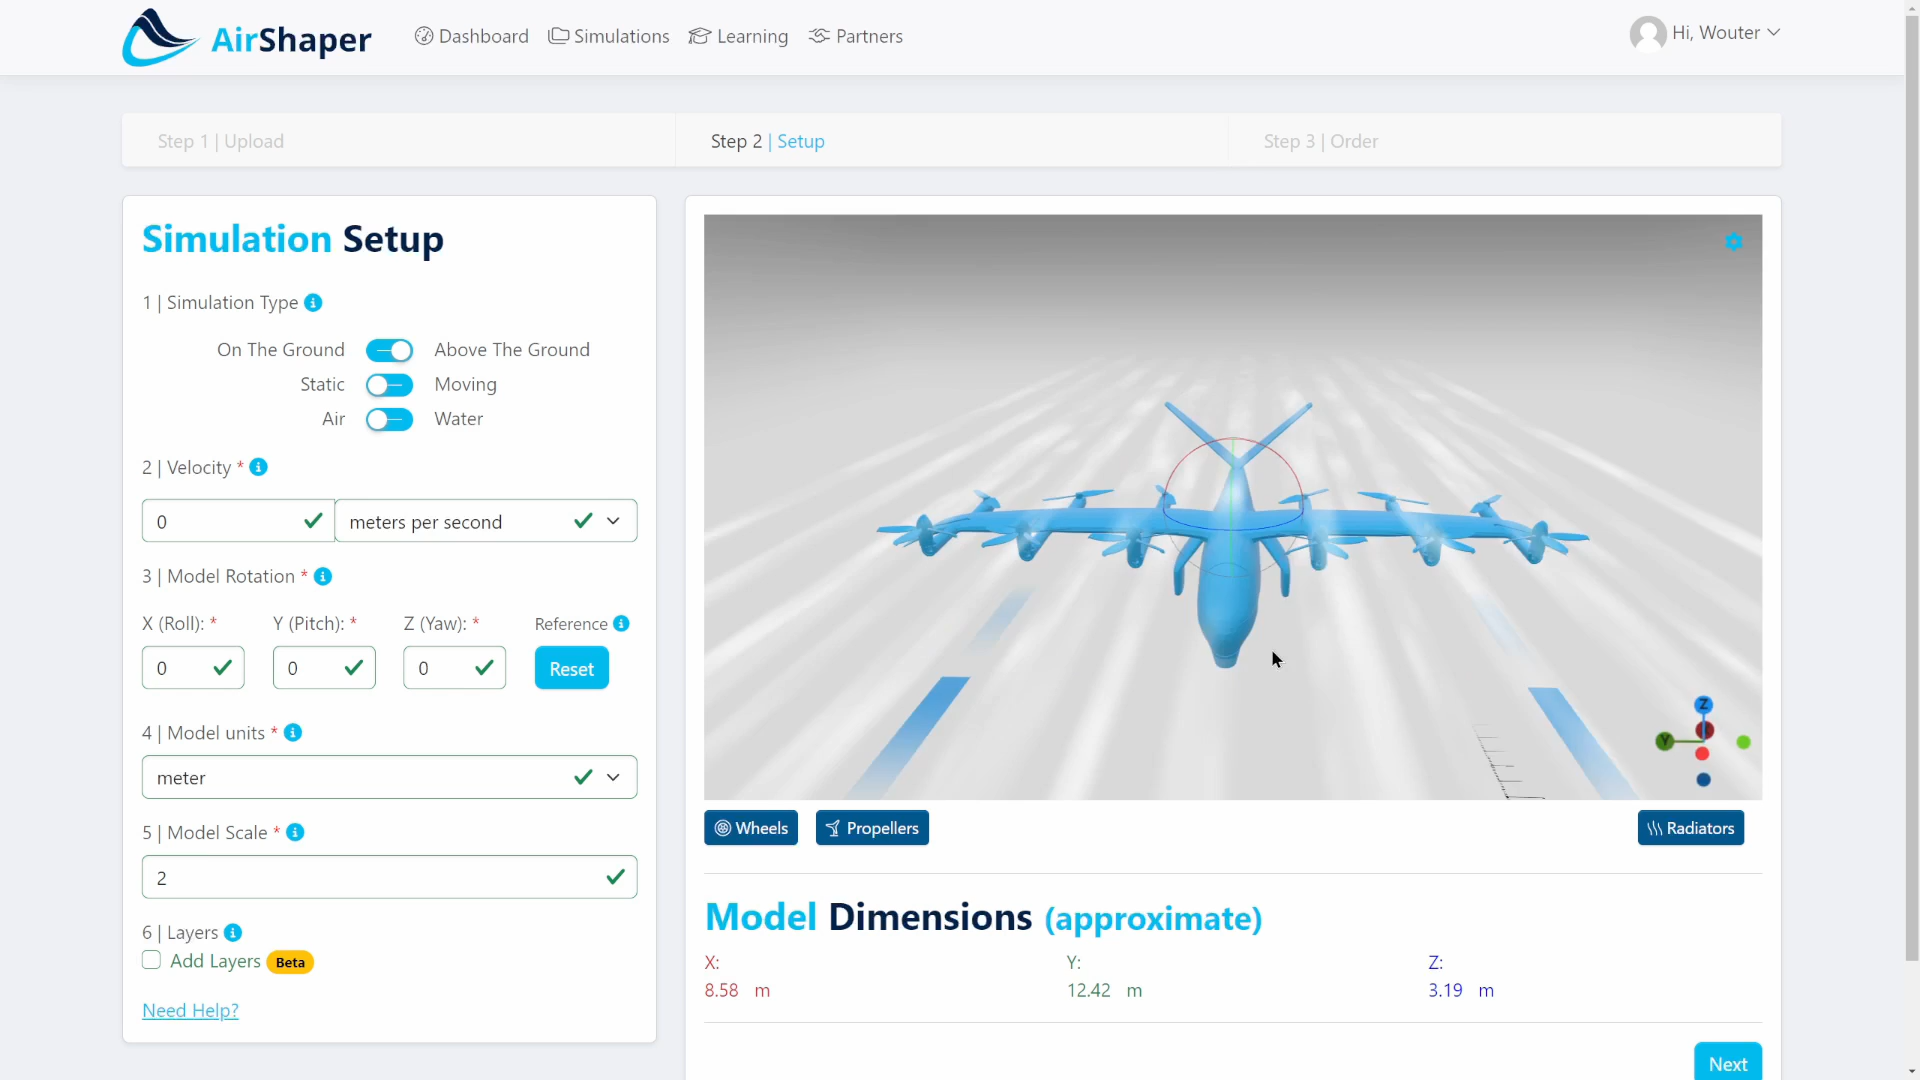 AirShaper
Dashboard Simulations Learning Partners
Hi, Wouter
Step 1 | Upload
Step 2 | Setup
Step 3 | Order
Simulation Setup
1 | Simulation Type
On The Ground Above The Ground
Static Moving
Air Water
2 | Velocity *
0 meters per second
3 | Model Rotation *
X (Roll): * Y (Pitch): * Z (Yaw): * Reference
0 0 0 Reset
4 | Model units *
meter
5 | Model Scale *
2
6 | Layers
Add Layers Beta
Need Help?
Z
Y
Wheels Propellers Radiators
Model Dimensions (approximate)
X: Y: Z:
8.58 m 12.42 m 3.19 m
Next